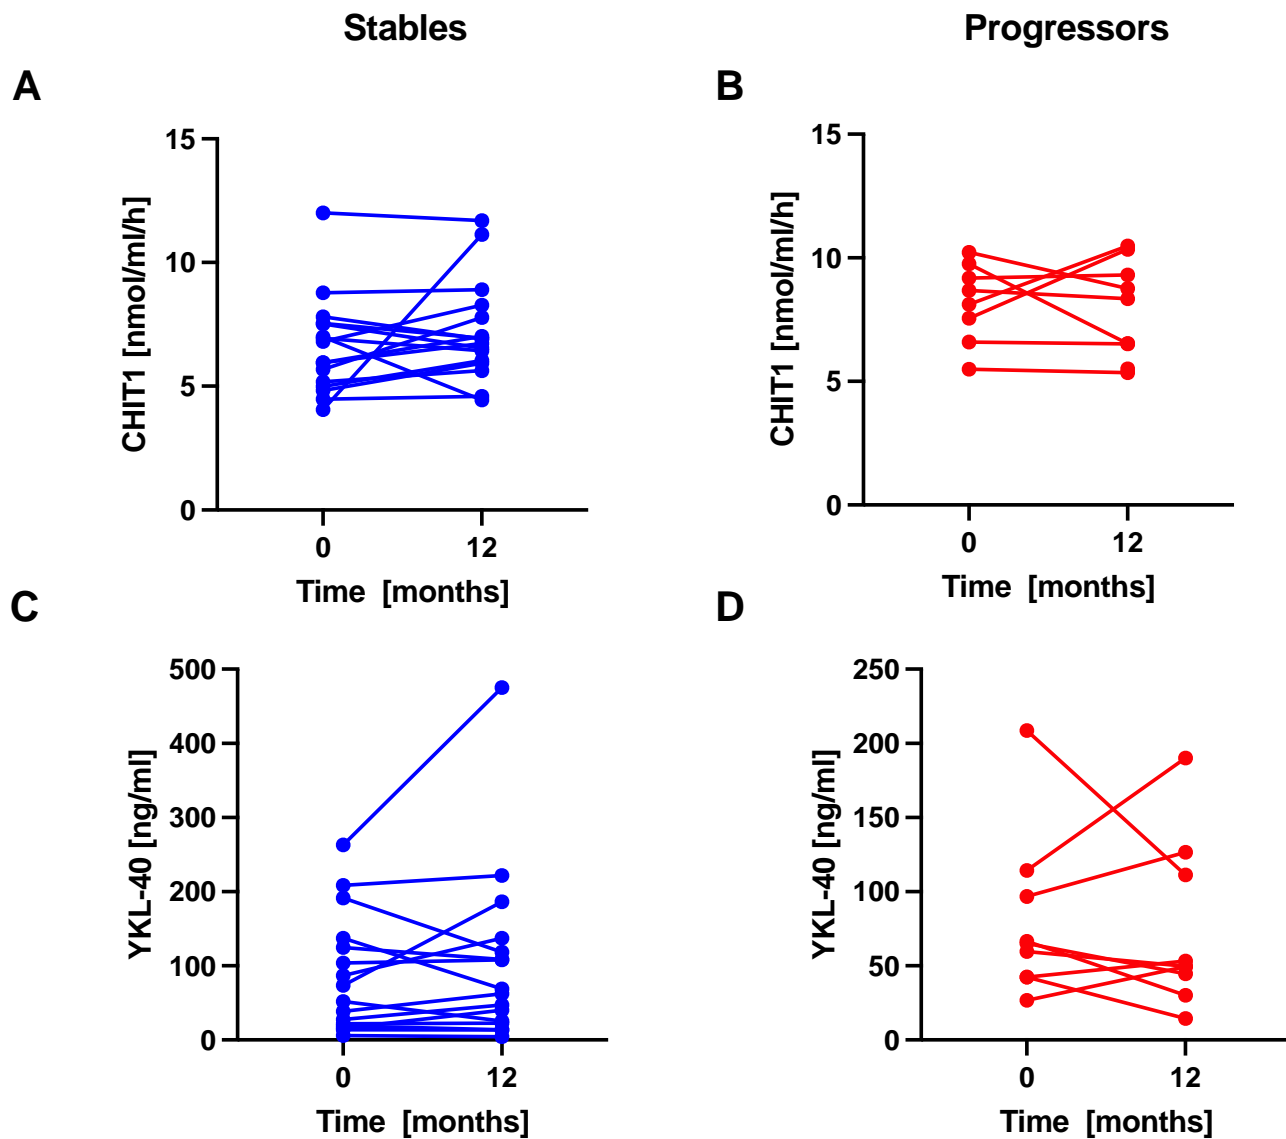 Stables
Progressors
A
B
CHIT1 [nmol/ml/h]
15
10
5
0
0 12
Time [months]
CHIT1 [nmol/ml/h]
15
10
5
0
0 12
Time [months]
C
D
YKL-40 [ng/ml]
500
400
300
200
100
0
0 12
Time [months]
YKL-40 [ng/ml]
250
200
150
100
50
0
0 12
Time [months]